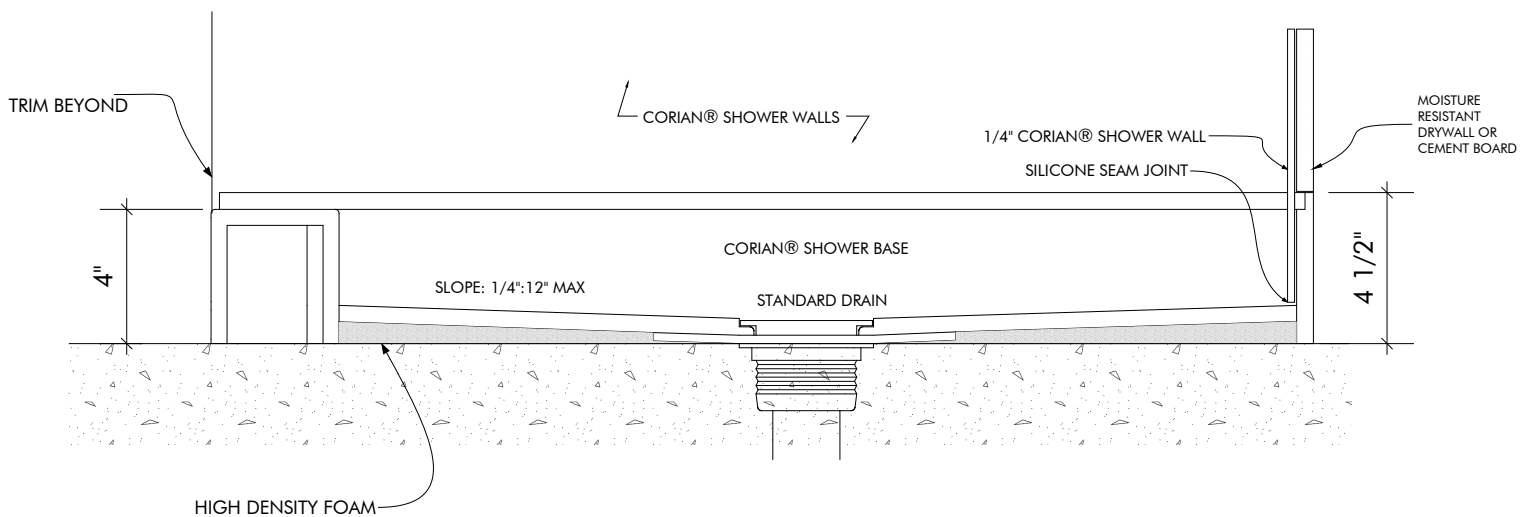 TRIM BEYOND
CORIAN® SHOWER WALLS
1/4" CORIAN® SHOWER WALL
SILICONE SEAM JOINT
MOISTURE
RESISTANT
DRYWALL OR
CEMENT BOARD
4"
CORIAN® SHOWER BASE
4 1/2"
SLOPE: 1/4":12" MAX
STANDARD DRAIN
HIGH DENSITY FOAM